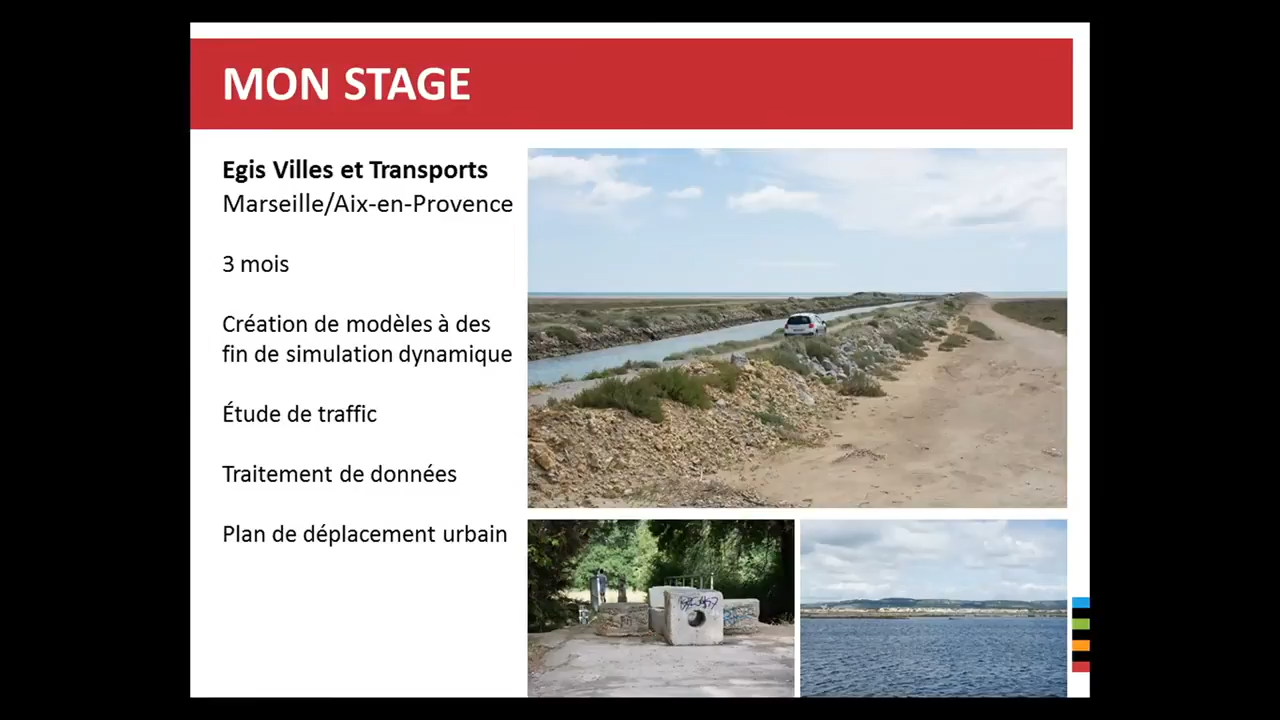 MON STAGE
Egis Villes et Transports
Marseille/Aix-en-Provence
3 mois
Création de modèles à des
fin de simulation dynamique
Étude de traffic
Traitement de données
Plan de déplacement urbain